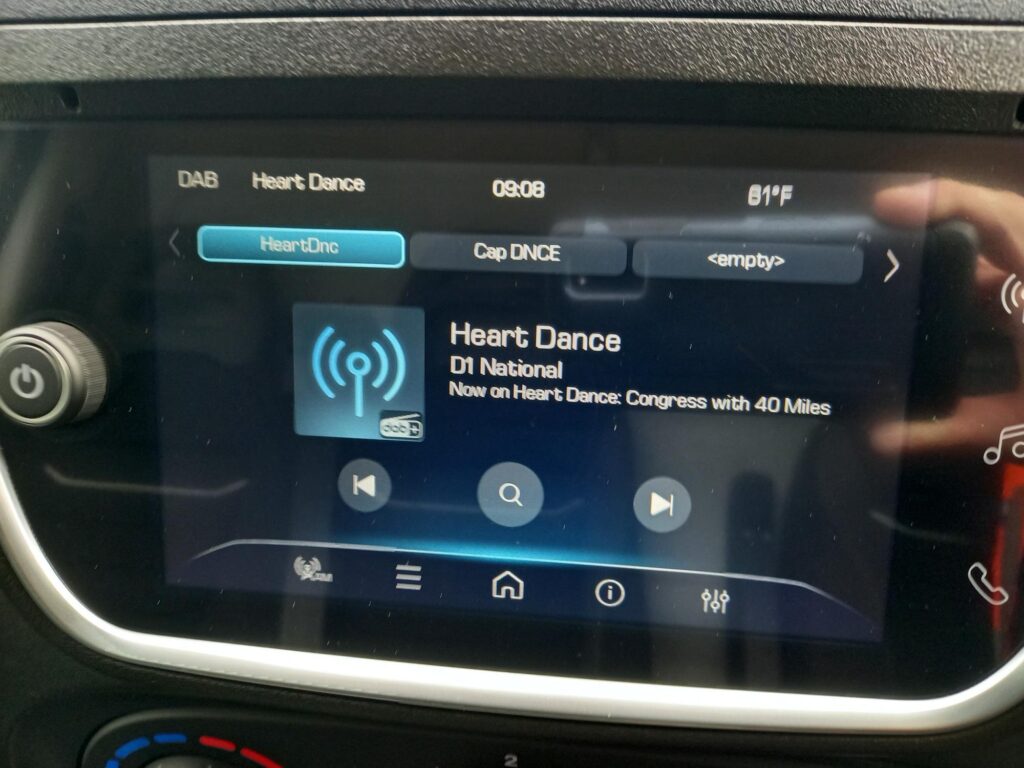 DAB Heart Dance 09:08 61°F
HeartDnc Cap DNCE <empty>
Heart Dance
D1 National
Now on Heart Dance: Congress with 40 Miles
dab+
2